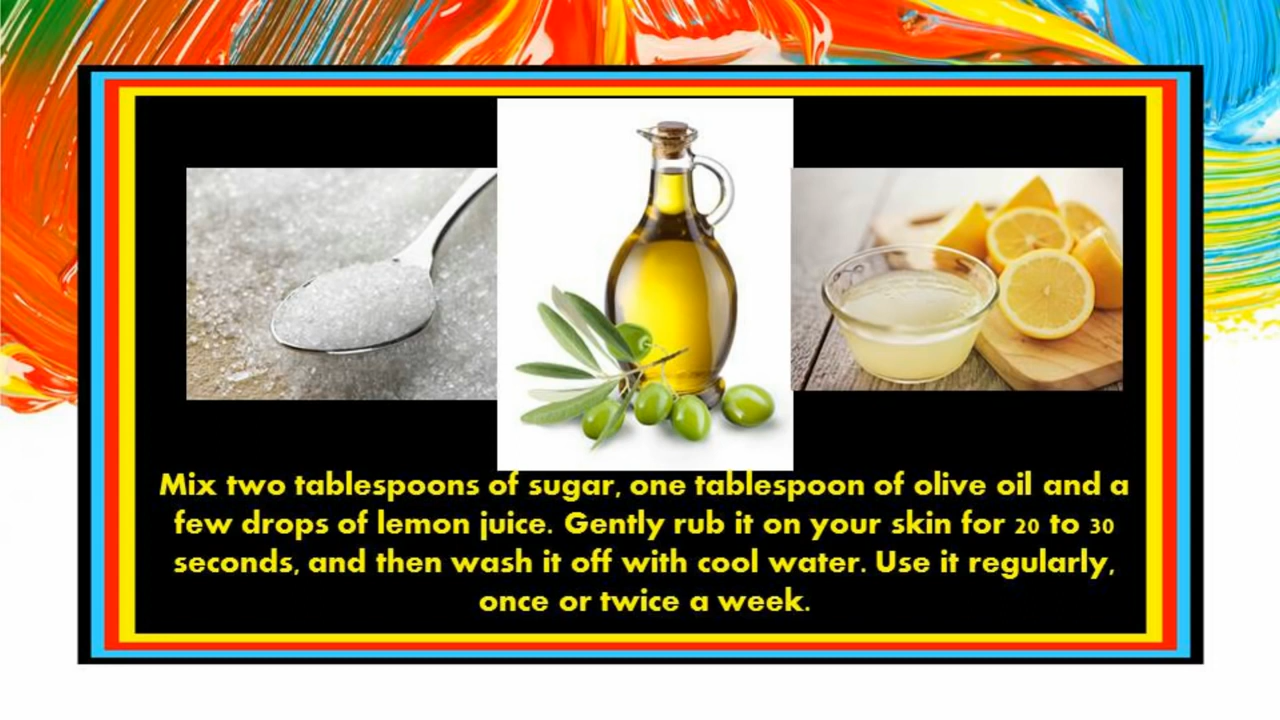 Mix two tablespoons of sugar, one tablespoon of olive oil and a
few drops of lemon juice. Gently rub it on your skin for 20 to 30
seconds, and then wash it off with cool water. Use it regularly,
once or twice a week.